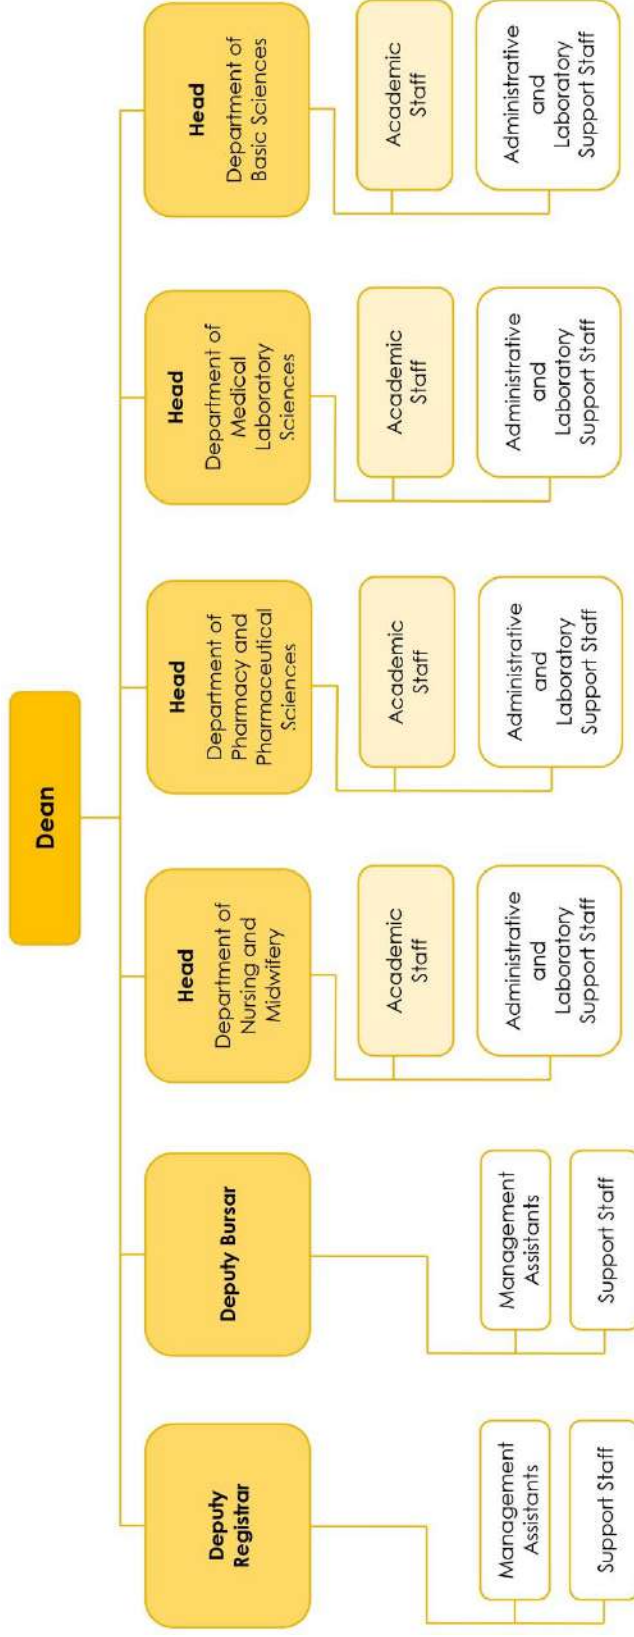 Dean
Deputy
Registrar
Management
Assistants
Support Staff
Deputy Bursar
Management
Assistants
Support Staff
Head
Department of
Nursing and
Midwifery
Academic
Staff
Administrative
and
Laboratory
Support Staff
Head
Department of
Pharmacy and
Pharmaceutical
Sciences
Academic
Staff
Administrative
and
Laboratory
Support Staff
Head
Department of
Medical
Laboratory
Sciences
Academic
Staff
Administrative
and
Laboratory
Support Staff
Head
Department of
Basic Sciences
Academic
Staff
Administrative
and
Laboratory
Support Staff